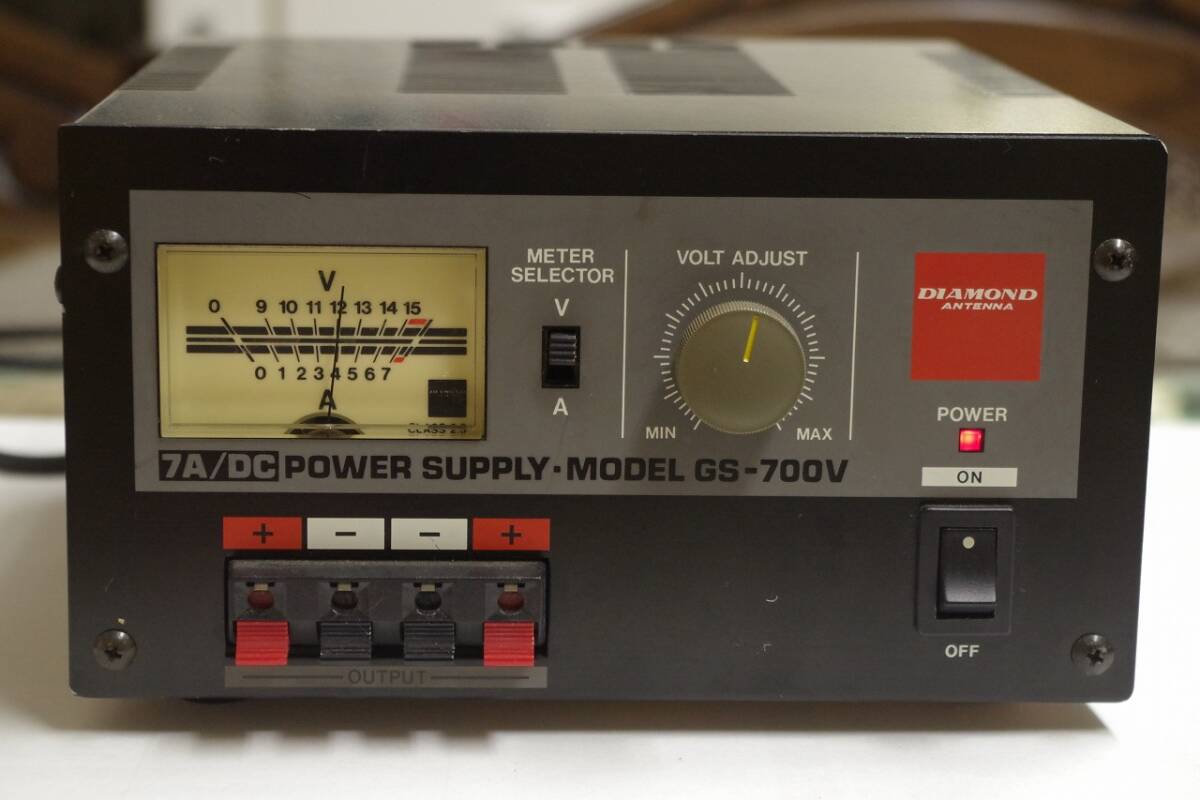 V
0 9 10 11 12 13 14 15
0 1 2 3 4 5 6 7
A
CLASS 2.5
METER
SELECTOR
V
A
VOLT ADJUST
MIN MAX
DIAMOND
ANTENNA
POWER
ON
OFF
7A/DC POWER SUPPLY·MODEL GS-700V
+ − − +
OUTPUT